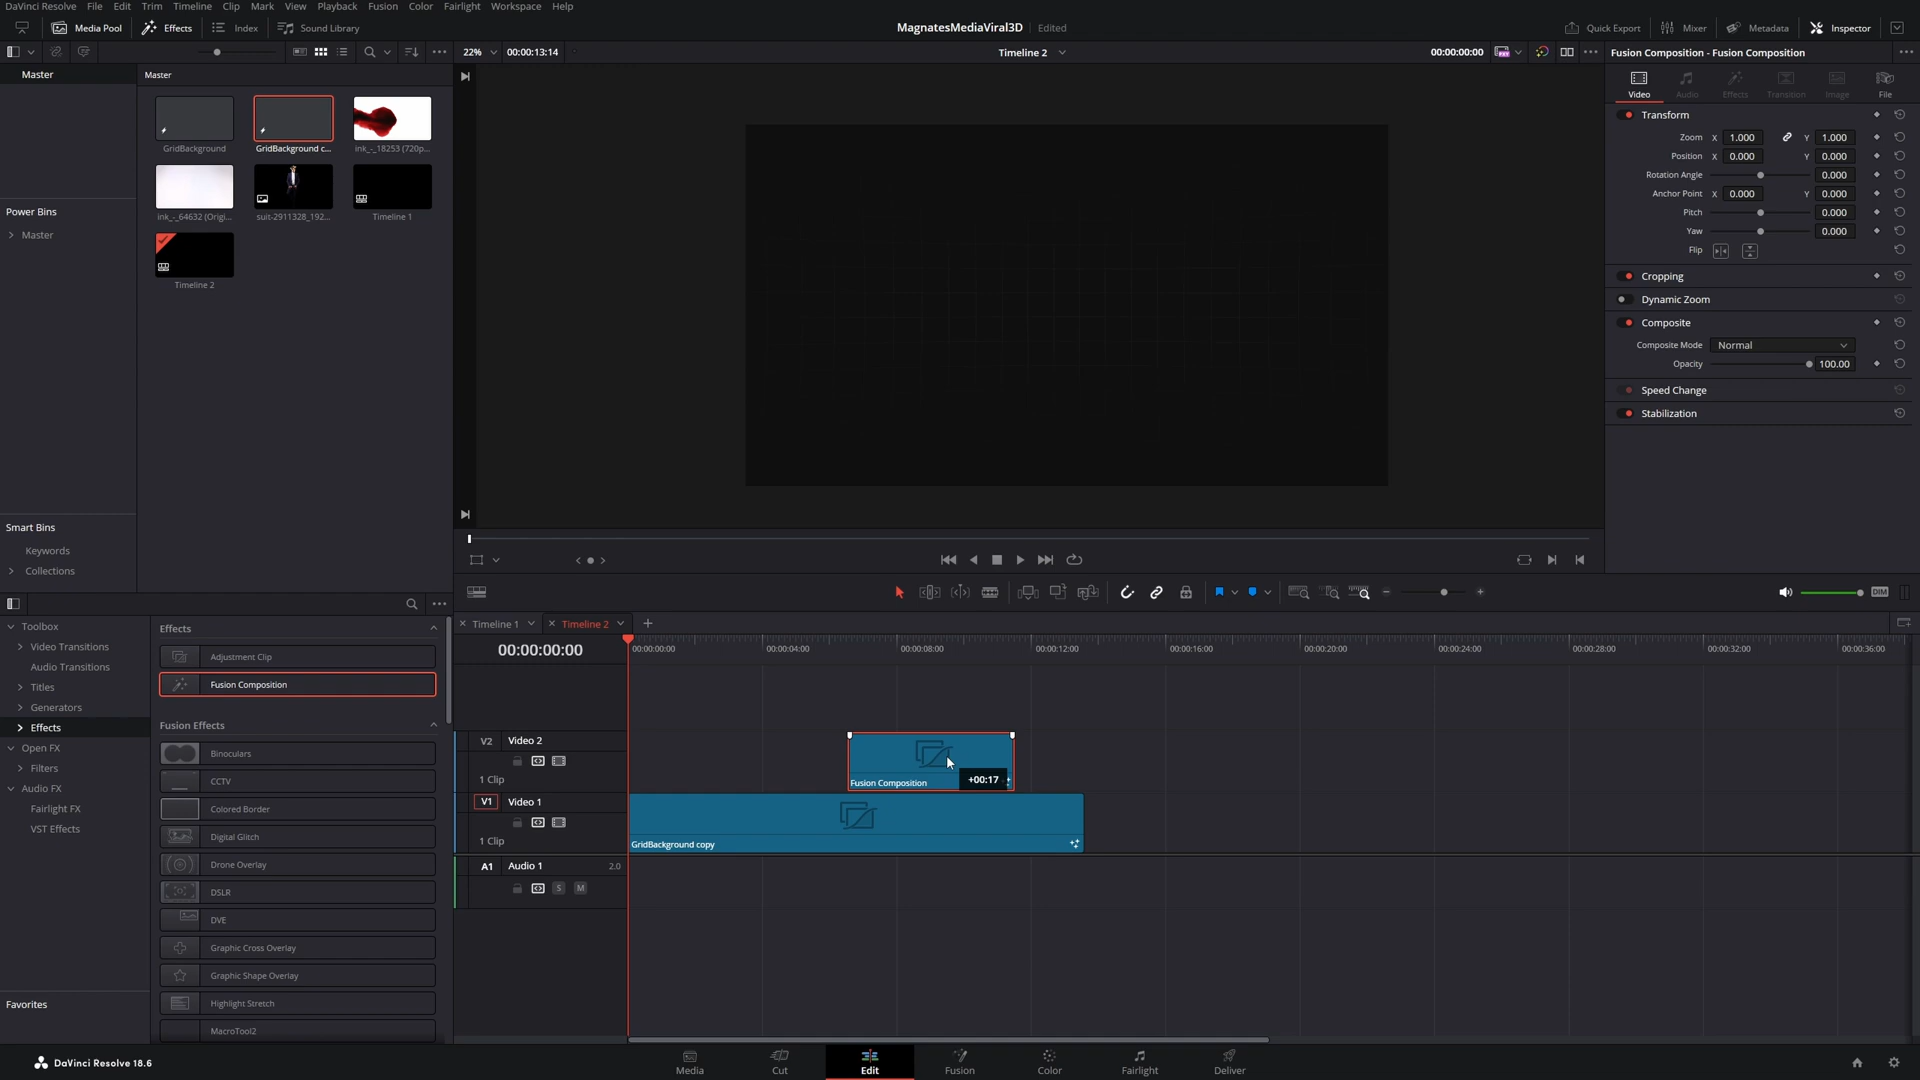 DaVinci Resolve File Edit Trim Timeline Clip Mark View Playback Fusion Color Fairlight Workspace Help
Media Pool Effects Index Sound Library MagnatesMediaViral3D Edited Quick Export Mixer Metadata Inspector
22% 00:00:13:14 Timeline 2 00:00:00:00 Fusion Composition - Fusion Composition
Master Master
Video Audio Effects Transition Image File
GridBackground GridBackground c... ink_-_18253 (720p...
ink_-_64632 (Origi... suit-2911328_192... Timeline 1
Timeline 2
Power Bins
Master
Smart Bins
Keywords
Collections
Transform
Zoom X 1.000 Y 1.000
Position X 0.000 Y 0.000
Rotation Angle 0.000
Anchor Point X 0.000 Y 0.000
Pitch 0.000
Yaw 0.000
Flip
Cropping
Dynamic Zoom
Composite
Composite Mode Normal
Opacity 100.00
Speed Change
Stabilization
DIM
Toolbox
Video Transitions
Audio Transitions
Titles
Generators
Effects
Open FX
Filters
Audio FX
Fairlight FX
VST Effects
Favorites
Effects
Adjustment Clip
Fusion Composition
Fusion Effects
Binoculars
CCTV
Colored Border
Digital Glitch
Drone Overlay
DSLR
DVE
Graphic Cross Overlay
Graphic Shape Overlay
Highlight Stretch
MacroTool2
Timeline 1 Timeline 2
00:00:00:00 00:00:00:00 00:00:04:00 00:00:08:00 00:00:12:00 00:00:16:00 00:00:20:00 00:00:24:00 00:00:28:00 00:00:32:00 00:00:36:00
V2 Video 2
1 Clip
Fusion Composition +00:17
V1 Video 1
1 Clip
GridBackground copy
A1 Audio 1 2.0
S M
DaVinci Resolve 18.6
Media Cut Edit Fusion Color Fairlight Deliver